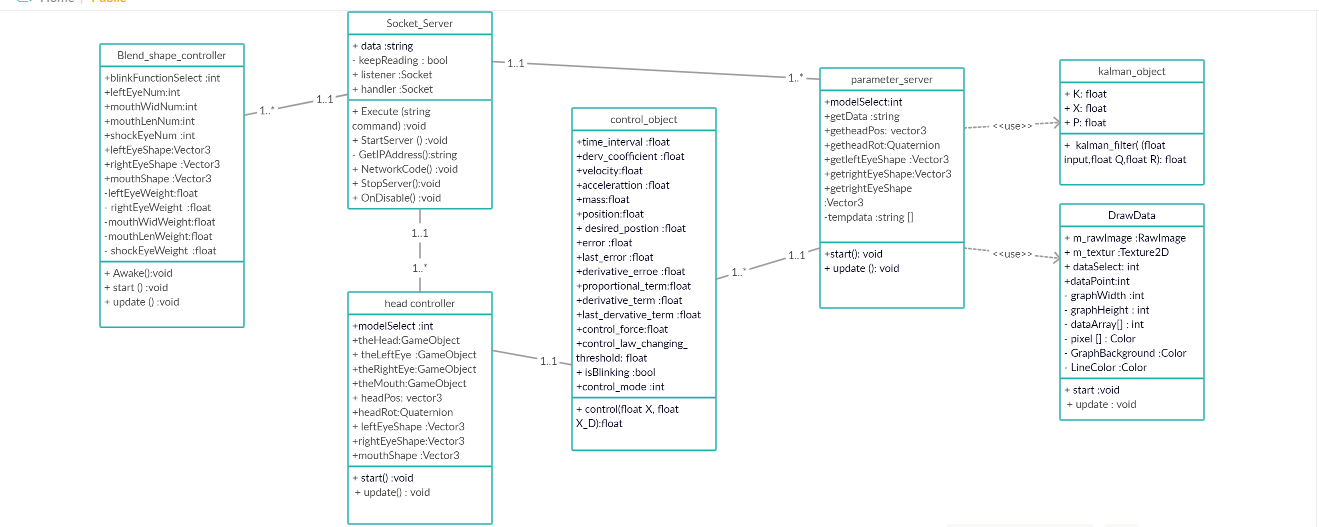 Home | Public
Blend_shape_controller
+blinkFunctionSelect :int
+leftEyeNum:int
+mouthWidNum:int
+mouthLenNum:int
+shockEyeNum :int
+leftEyeShape:Vector3
+rightEyeShape :Vector3
+mouthShape :Vector3
-leftEyeWeight:float
- rightEyeWeight :float
-mouthWidWeight:float
-mouthLenWeight:float
- shockEyeWeight :float
+ Awake():void
+ start () :void
+ update () :void
1..*
1..1
Socket_Server
+ data :string
- keepReading : bool
+ listener :Socket
+ handler :Socket
+ Execute (string
command) :void
+ StartServer () :void
- GetIPAddress():string
+ NetworkCode() :void
+ StopServer():void
+ OnDisable() :void
1..1
1..*
1..1
1..*
head controller
+modelSelect :int
+theHead:GameObject
+ theLeftEye :GameObject
+theRightEye:GameObject
+theMouth:GameObject
+ headPos: vector3
+headRot:Quaternion
+ leftEyeShape :Vector3
+rightEyeShape:Vector3
+mouthShape :Vector3
+ start() :void
+ update() : void
1..1
control_object
+time_interval :float
+derv_coofficient :float
+velocity:float
+accelerattion :float
+mass:float
+position:float
+ desired_postion :float
+error :float
+last_error :float
+derivative_erroe :float
+proportional_term:float
+derivative_term :float
+last_dervative_term :float
+control_force:float
+control_law_changing_
threshold: float
+ isBlinking :bool
+control_mode :int
+ control(float X, float
X_D):float
1..*
1..1
parameter_server
+modelSelect:int
+getData :string
+getheadPos: vector3
+getheadRot:Quaternion
+getleftEyeShape :Vector3
+getrightEyeShape:Vector3
+getrightEyeShape
:Vector3
-tempdata :string []
+start(): void
+ update (): void
<<use>>
<<use>>
kalman_object
+ K: float
+ X: float
+ P: float
+ kalman_filter( (float
input,float Q,float R): float
DrawData
+ m_rawImage :RawImage
+ m_textur :Texture2D
+ dataSelect: int
+dataPoint:int
- graphWidth :int
- graphHeight : int
- dataArray[] : int
- pixel [] : Color
- GraphBackground :Color
- LineColor :Color
+ start :void
+ update : void